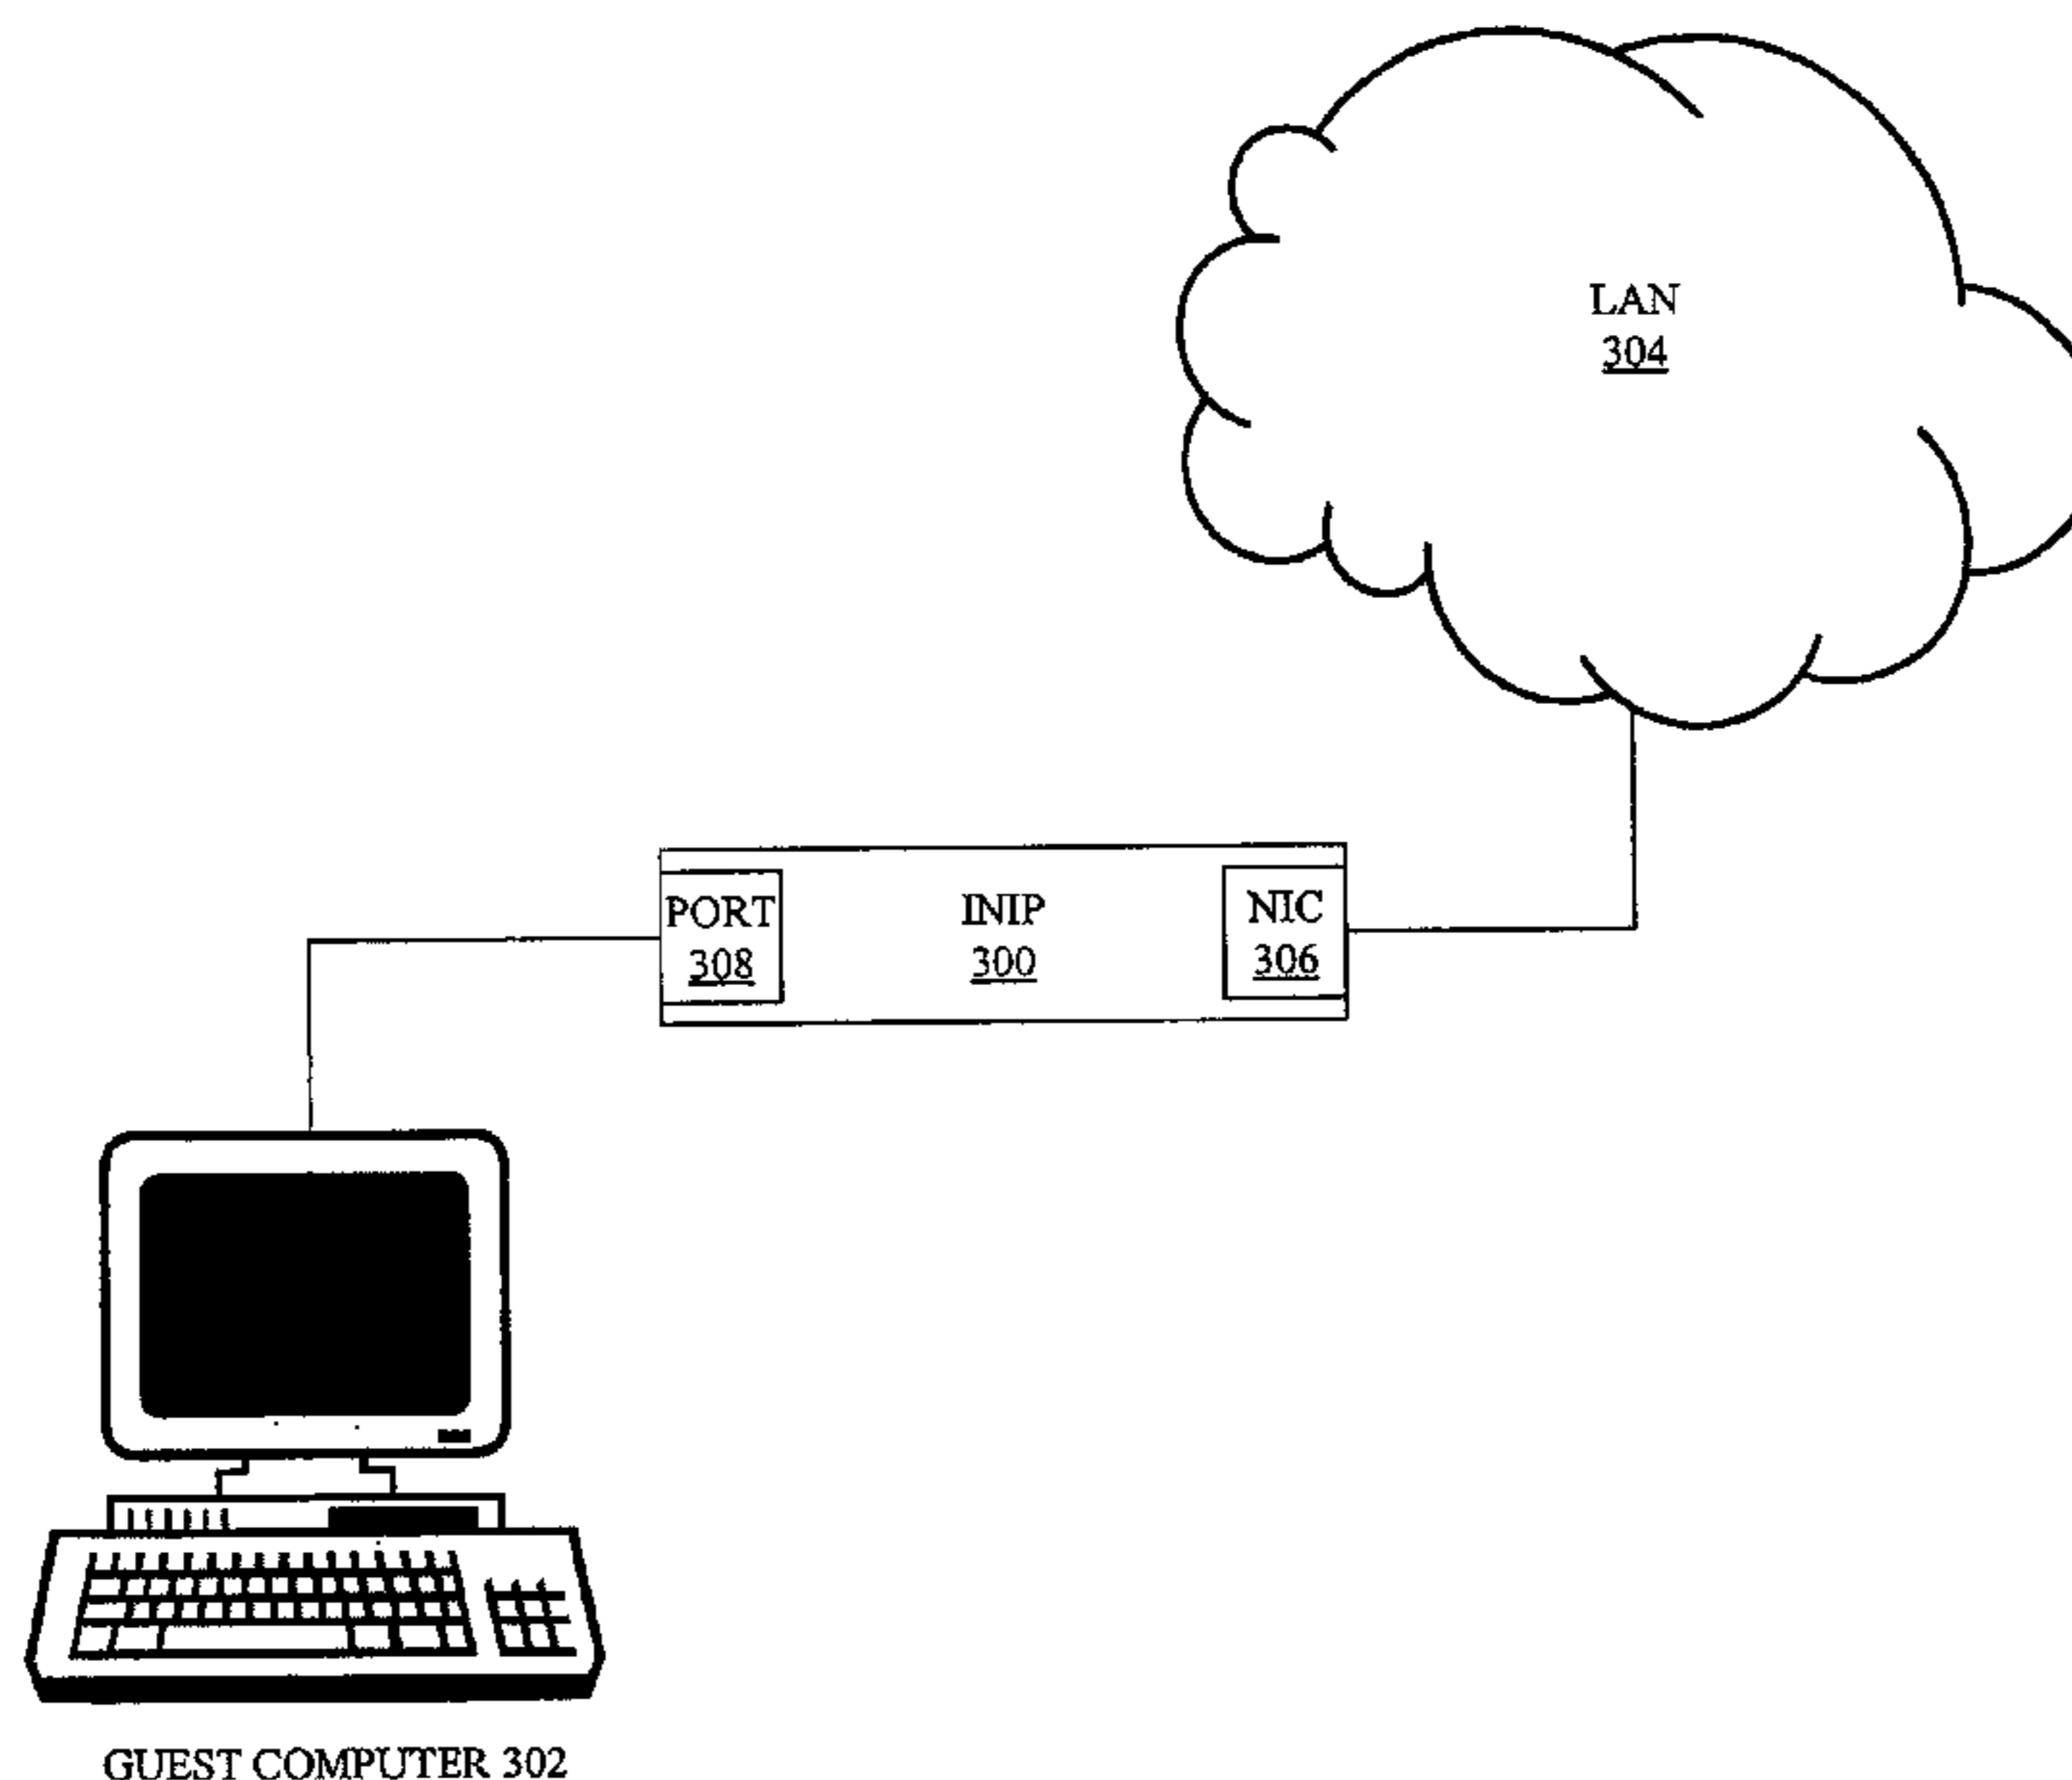 LAN
304
PORT
308
INIP
300
NIC
306
GUEST COMPUTER 302